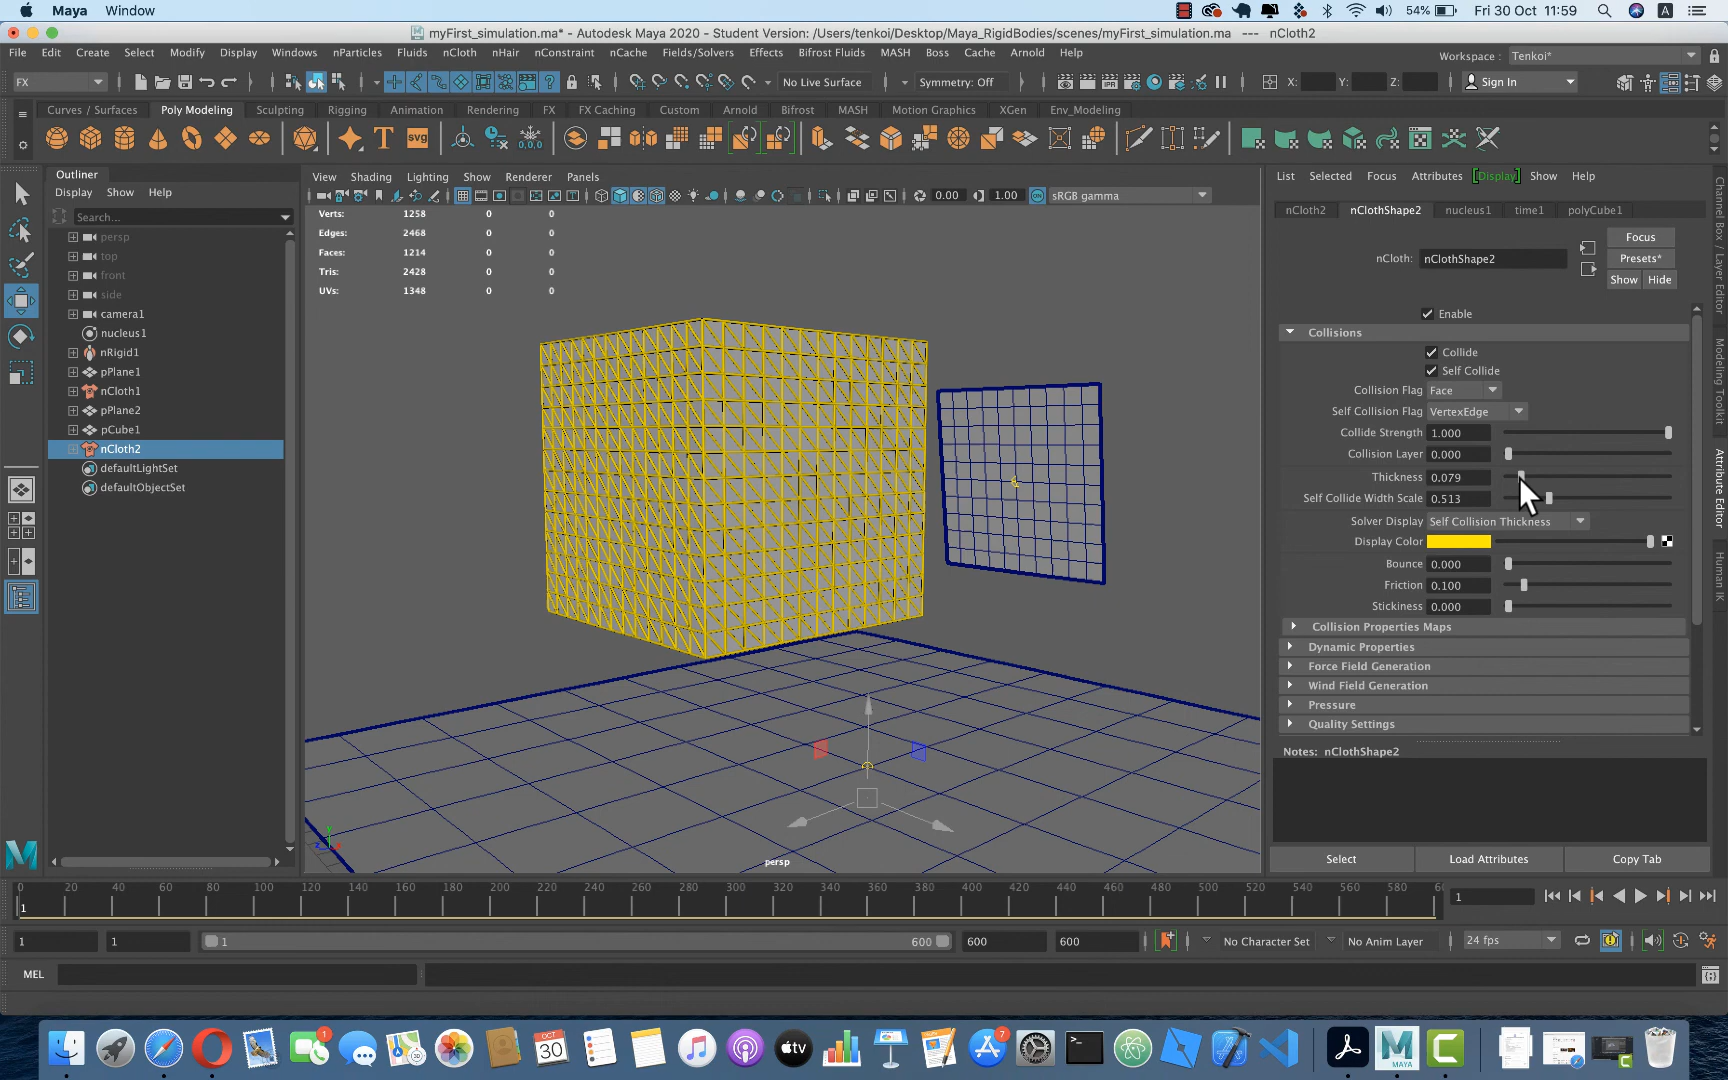 Maya Window 54% Fri 30 Oct 11:59 A
myFirst_simulation.ma* - Autodesk Maya 2020 - Student Version: /Users/tenkoi/Desktop/Maya_RigidBodies/scenes/myFirst_simulation.ma --- nCloth2
File Edit Create Select Modify Display Windows nParticles Fluids nCloth nHair nConstraint nCache Fields/Solvers Effects Bifrost Fluids MASH Boss Cache Arnold Help Workspace : Tenkoi*
FX No Live Surface Symmetry: Off X: Y: Z: Sign In
Curves / Surfaces Poly Modeling Sculpting Rigging Animation Rendering FX FX Caching Custom Arnold Bifrost MASH Motion Graphics XGen Env_Modeling
T svg 0,0,0
Outliner
Display Show Help
Search...
persp
top
front
side
camera1
nucleus1
nRigid1
pPlane1
nCloth1
pPlane2
pCube1
nCloth2
defaultLightSet
defaultObjectSet
View Shading Lighting Show Renderer Panels
0.00 1.00 ON sRGB gamma
Verts: 1258 0 0
Edges: 2468 0 0
Faces: 1214 0 0
Tris: 2428 0 0
UVs: 1348 0 0
persp
List Selected Focus Attributes Display Show Help
nCloth2 nClothShape2 nucleus1 time1 polyCube1
nCloth: nClothShape2
Focus
Presets*
Show Hide
Enable
Collisions
Collide
Self Collide
Collision Flag Face
Self Collision Flag VertexEdge
Collide Strength 1.000
Collision Layer 0.000
Thickness 0.079
Self Collide Width Scale 0.513
Solver Display Self Collision Thickness
Display Color
Bounce 0.000
Friction 0.100
Stickiness 0.000
Collision Properties Maps
Dynamic Properties
Force Field Generation
Wind Field Generation
Pressure
Quality Settings
Notes: nClothShape2
Select Load Attributes Copy Tab
Channel Box / Layer Editor
Modeling Toolkit
Attribute Editor
Human IK
0 20 40 60 80 100 120 140 160 180 200 220 240 260 280 300 320 340 360 380 400 420 440 460 480 500 520 540 560 580 60
1 1
1 1 1 600 600 600 No Character Set No Anim Layer 24 fps
MEL
1 OCT 30 tv 7 MAYA C